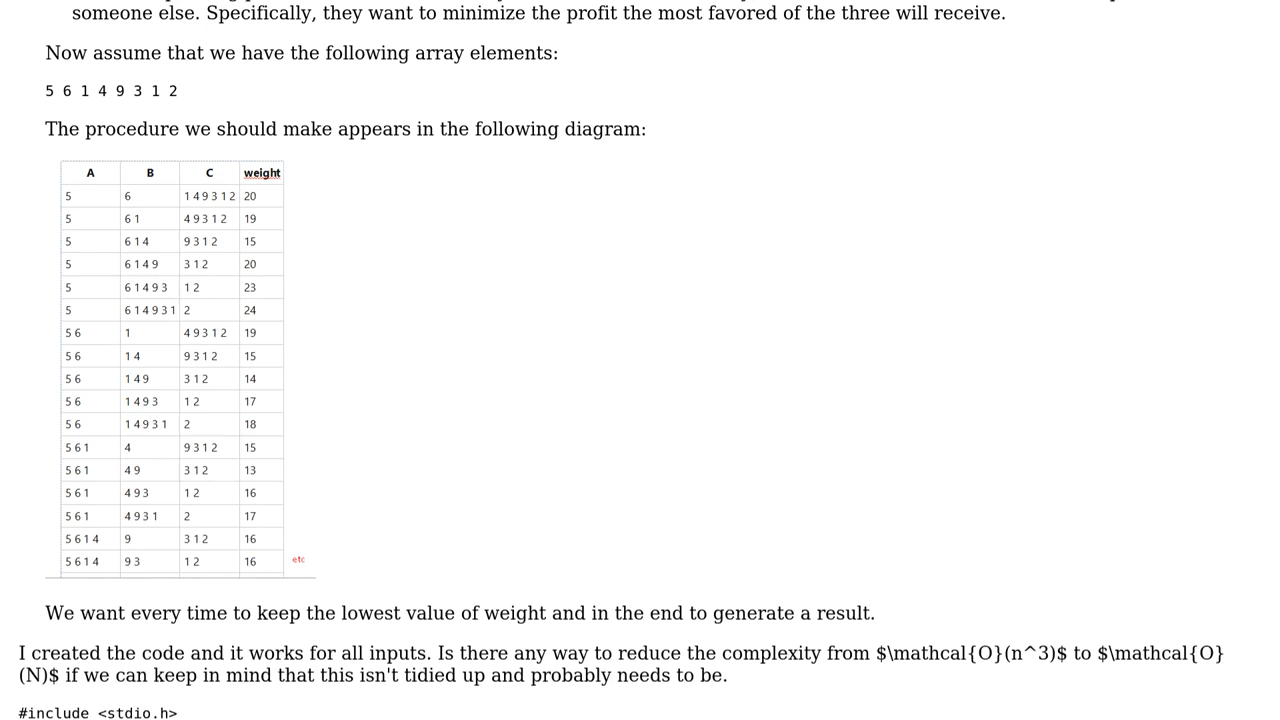 someone else. Specifically, they want to minimize the profit the most favored of the three will receive.
Now assume that we have the following array elements:
5 6 1 4 9 3 1 2
The procedure we should make appears in the following diagram:
A B C weight
5 6 1 4 9 3 1 2 20
5 6 1 4 9 3 1 2 19
5 6 1 4 9 3 1 2 15
5 6 1 4 9 3 1 2 20
5 6 1 4 9 3 1 2 23
5 6 1 4 9 3 1 2 24
5 6 1 4 9 3 1 2 19
5 6 1 4 9 3 1 2 15
5 6 1 4 9 3 1 2 14
5 6 1 4 9 3 1 2 17
5 6 1 4 9 3 1 2 18
5 6 1 4 9 3 1 2 15
5 6 1 4 9 3 1 2 13
5 6 1 4 9 3 1 2 16
5 6 1 4 9 3 1 2 17
5 6 1 4 9 3 1 2 16
5 6 1 4 9 3 1 2 16 etc
We want every time to keep the lowest value of weight and in the end to generate a result.
I created the code and it works for all inputs. Is there any way to reduce the complexity from $\mathcal{O}(n^3)$ to $\mathcal{O}
(N)$ if we can keep in mind that this isn't tidied up and probably needs to be.
#include <stdio.h>